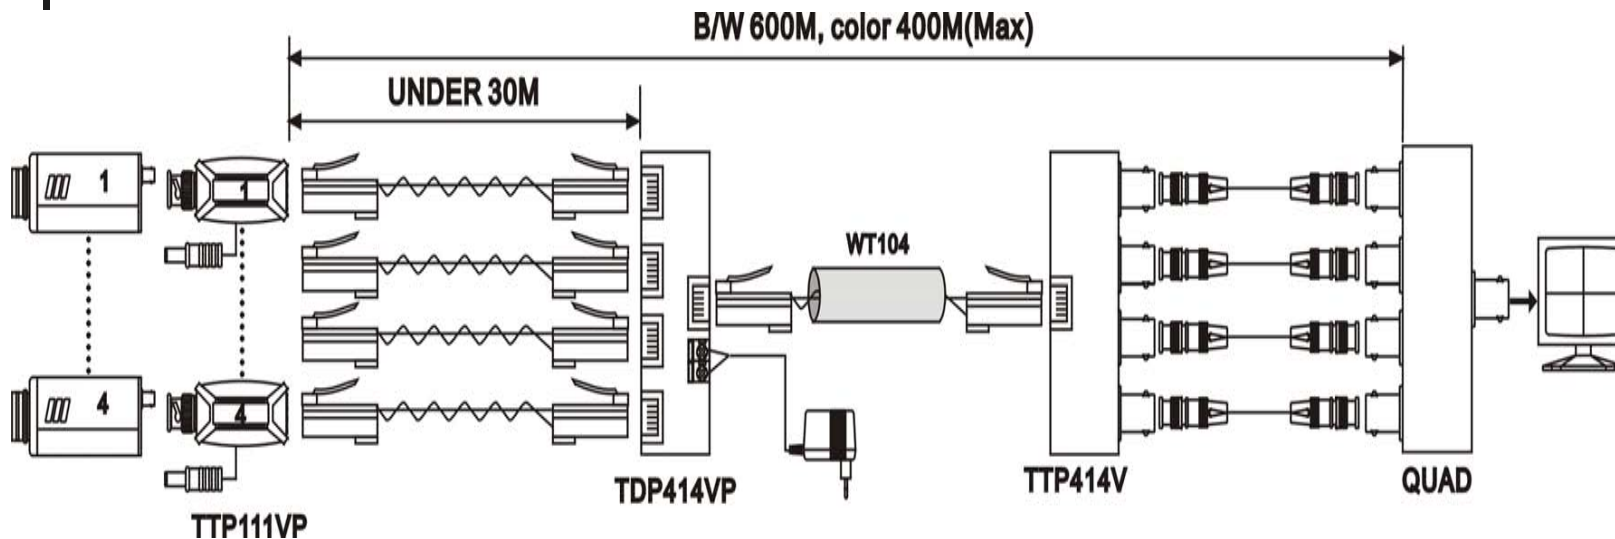 B/W 600M, color 400M(Max)
UNDER 30M
1
1
WT104
4
4
TDP414VP
TTP414V
QUAD
TTP111VP